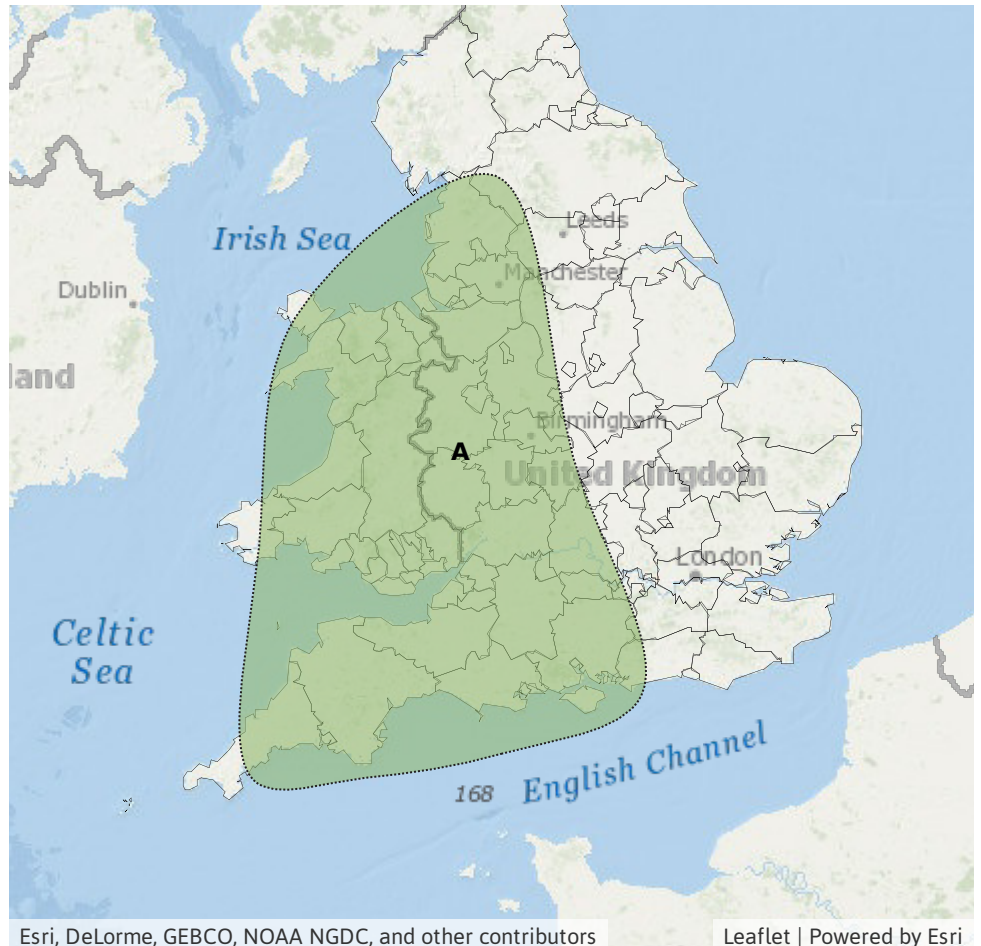 Leeds
Irish Sea
Manchester
Dublin
land
Birmingham
A
United Kingdom
London
Celtic
Sea
English Channel
168
Esri, DeLorme, GEBCO, NOAA NGDC, and other contributors
Leaflet | Powered by Esri